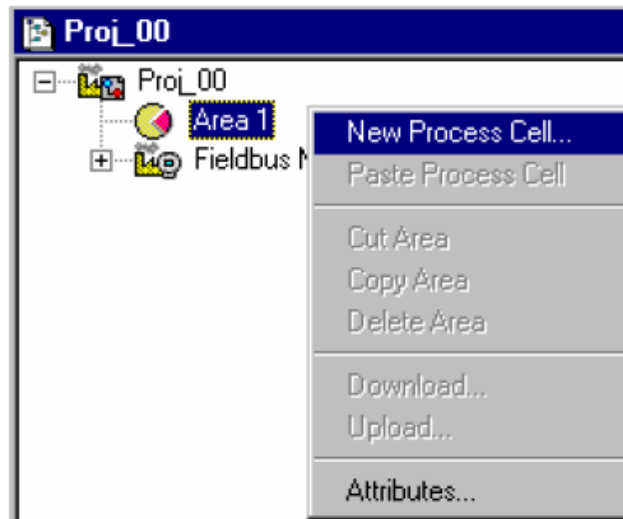 Proj_00
Proj_00
Area 1
Fieldbus
New Process Cell...
Paste Process Cell
Cut Area
Copy Area
Delete Area
Download...
Upload...
Attributes...